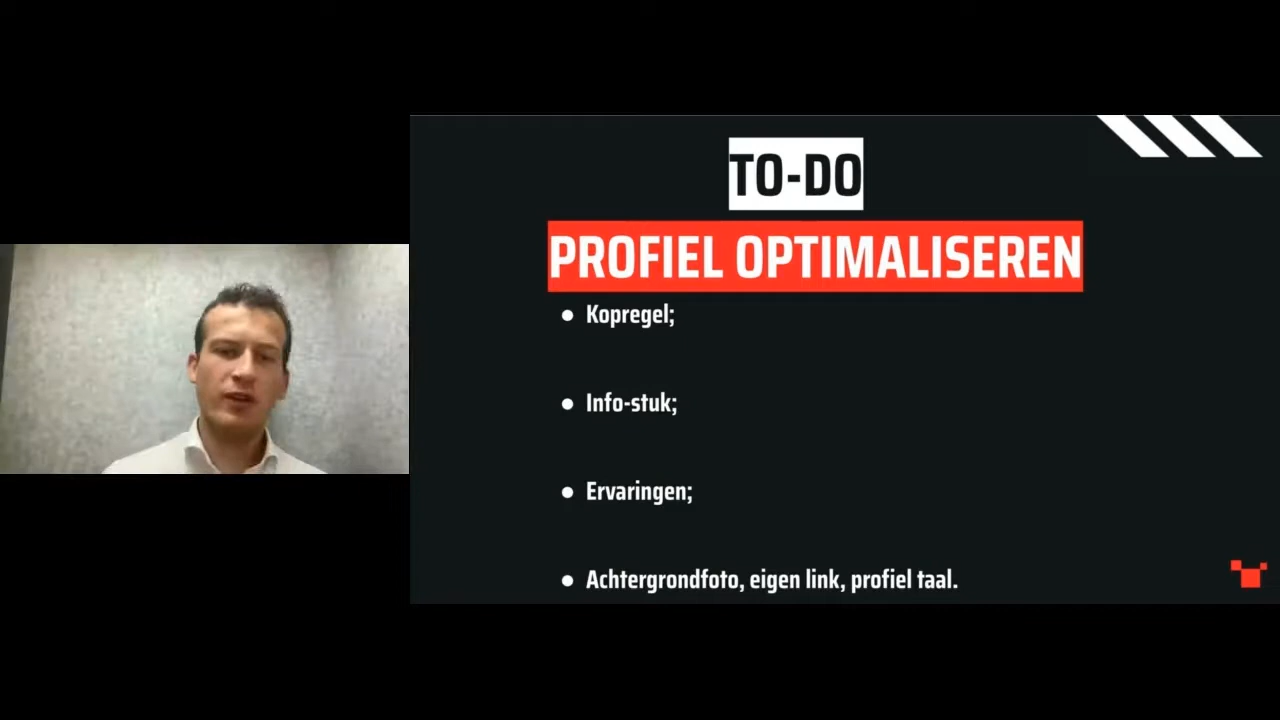 TO-DO
PROFIEL OPTIMALISEREN
● Kopregel;
● Info-stuk;
● Ervaringen;
● Achtergrondfoto, eigen link, profiel taal.